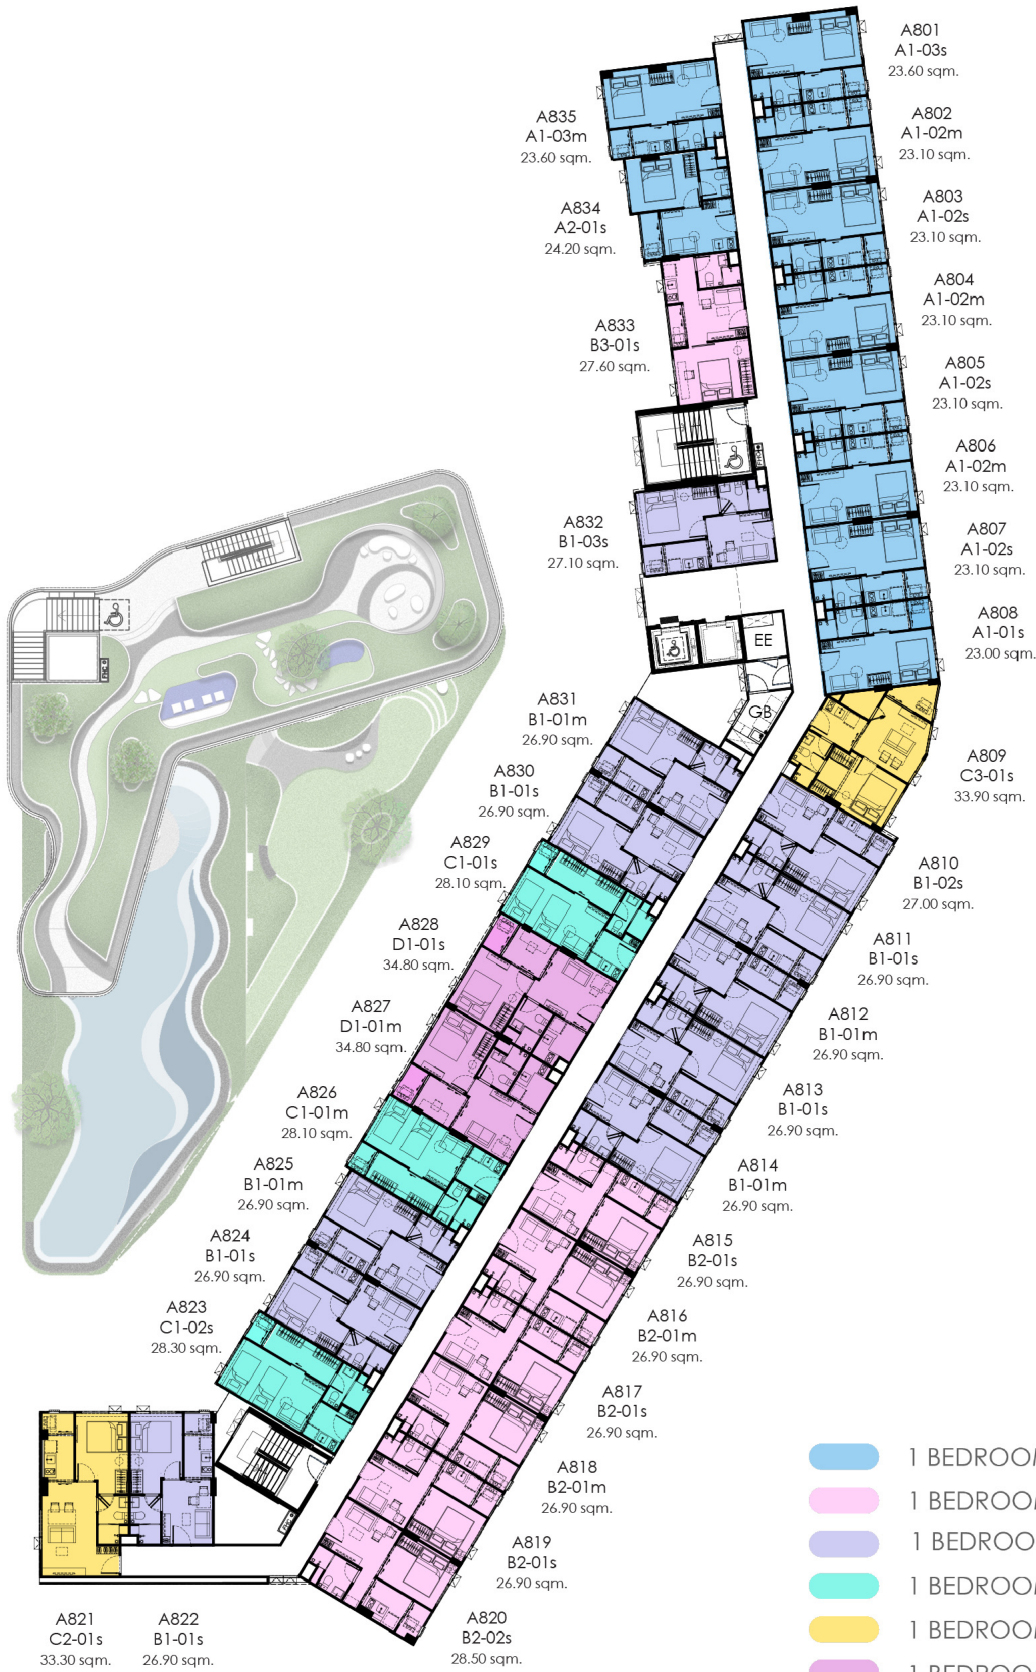 A801
A1-03s
23.60 sqm.
A802
A1-02m
23.10 sqm.
A803
A1-02s
23.10 sqm.
A804
A1-02m
23.10 sqm.
A805
A1-02s
23.10 sqm.
A806
A1-02m
23.10 sqm.
A807
A1-02s
23.10 sqm.
A808
A1-01s
23.00 sqm.
A809
C3-01s
33.90 sqm.
A810
B1-02s
27.00 sqm.
A811
B1-01s
26.90 sqm.
A812
B1-01m
26.90 sqm.
A813
B1-01s
26.90 sqm.
A814
B1-01m
26.90 sqm.
A815
B2-01s
26.90 sqm.
A816
B2-01m
26.90 sqm.
A817
B2-01s
26.90 sqm.
A818
B2-01m
26.90 sqm.
A819
B2-01s
26.90 sqm.
A820
B2-02s
28.50 sqm.
A821
C2-01s
33.30 sqm.
A822
B1-01s
26.90 sqm.
A823
C1-02s
28.30 sqm.
A824
B1-01s
26.90 sqm.
A825
B1-01m
26.90 sqm.
A826
C1-01m
28.10 sqm.
A827
D1-01m
34.80 sqm.
A828
D1-01s
34.80 sqm.
A829
C1-01s
28.10 sqm.
A830
B1-01s
26.90 sqm.
A831
B1-01m
26.90 sqm.
A832
B1-03s
27.10 sqm.
A833
B3-01s
27.60 sqm.
A834
A2-01s
24.20 sqm.
A835
A1-03m
23.60 sqm.
EE
GB
1 BEDROOM
1 BEDROOM
1 BEDROO
1 BEDROO
1 BEDROOM
1 BEDROOM